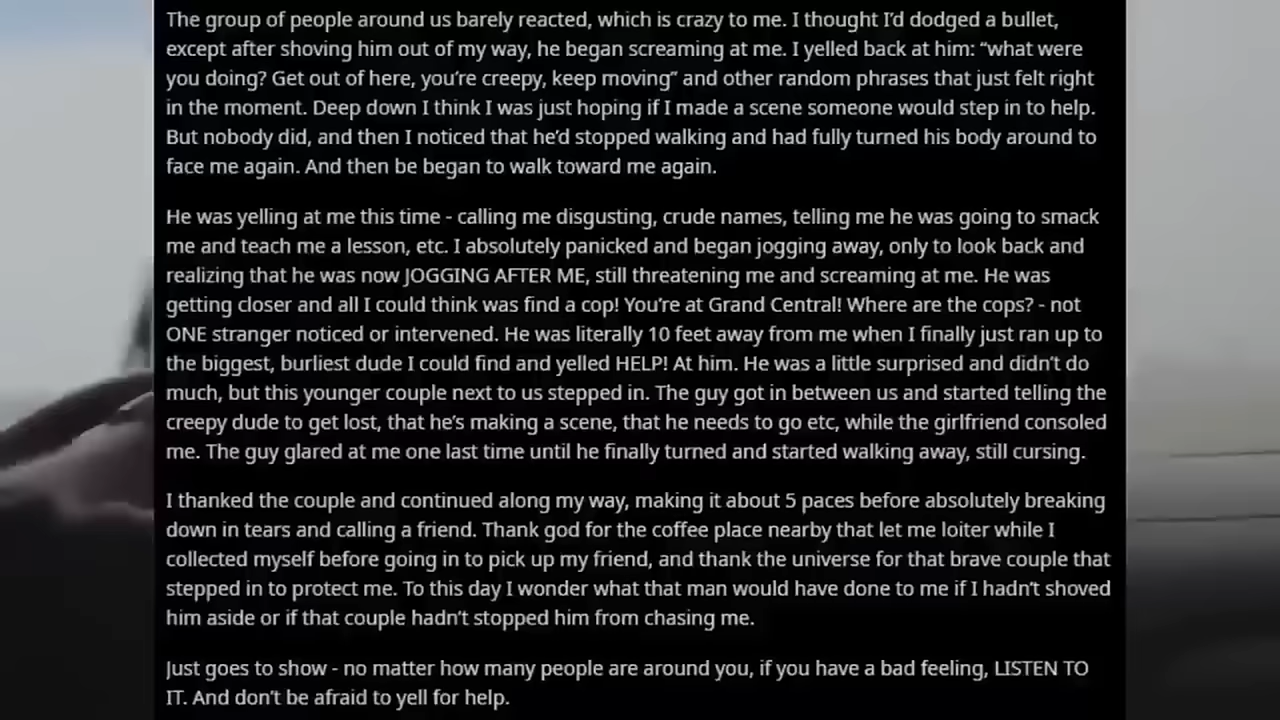 The group of people around us barely reacted, which is crazy to me. I thought I'd dodged a bullet,
except after shoving him out of my way, he began screaming at me. I yelled back at him: “what were
you doing? Get out of here, you're creepy, keep moving” and other random phrases that just felt right
in the moment. Deep down I think I was just hoping if I made a scene someone would step in to help.
But nobody did, and then I noticed that he'd stopped walking and had fully turned his body around to
face me again. And then be began to walk toward me again.
He was yelling at me this time - calling me disgusting, crude names, telling me he was going to smack
me and teach me a lesson, etc. I absolutely panicked and began jogging away, only to look back and
realizing that he was now JOGGING AFTER ME, still threatening me and screaming at me. He was
getting closer and all I could think was find a cop! You're at Grand Central! Where are the cops? - not
ONE stranger noticed or intervened. He was literally 10 feet away from me when I finally just ran up to
the biggest, burliest dude I could find and yelled HELP! At him. He was a little surprised and didn't do
much, but this younger couple next to us stepped in. The guy got in between us and started telling the
creepy dude to get lost, that he's making a scene, that he needs to go etc, while the girlfriend consoled
me. The guy glared at me one last time until he finally turned and started walking away, still cursing.
I thanked the couple and continued along my way, making it about 5 paces before absolutely breaking
down in tears and calling a friend. Thank god for the coffee place nearby that let me loiter while I
collected myself before going in to pick up my friend, and thank the universe for that brave couple that
stepped in to protect me. To this day I wonder what that man would have done to me if I hadn't shoved
him aside or if that couple hadn't stopped him from chasing me.
Just goes to show - no matter how many people are around you, if you have a bad feeling, LISTEN TO
IT. And don't be afraid to yell for help.